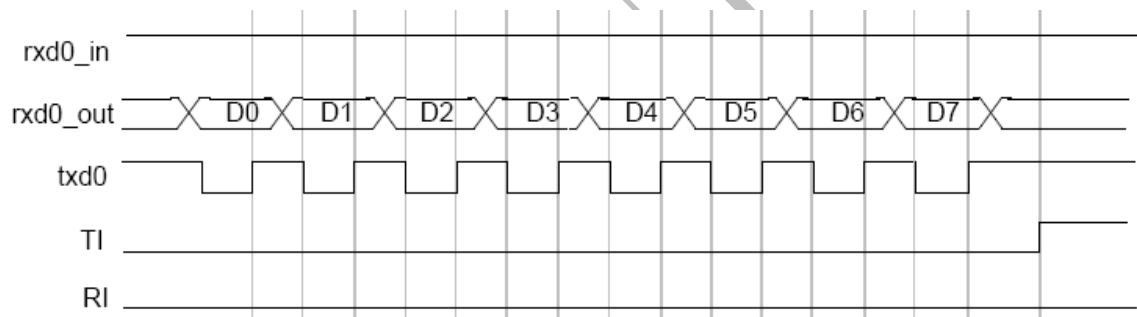 rxd0_in
rxd0_out D0 D1 D2 D3 D4 D5 D6 D7
txd0
TI
RI